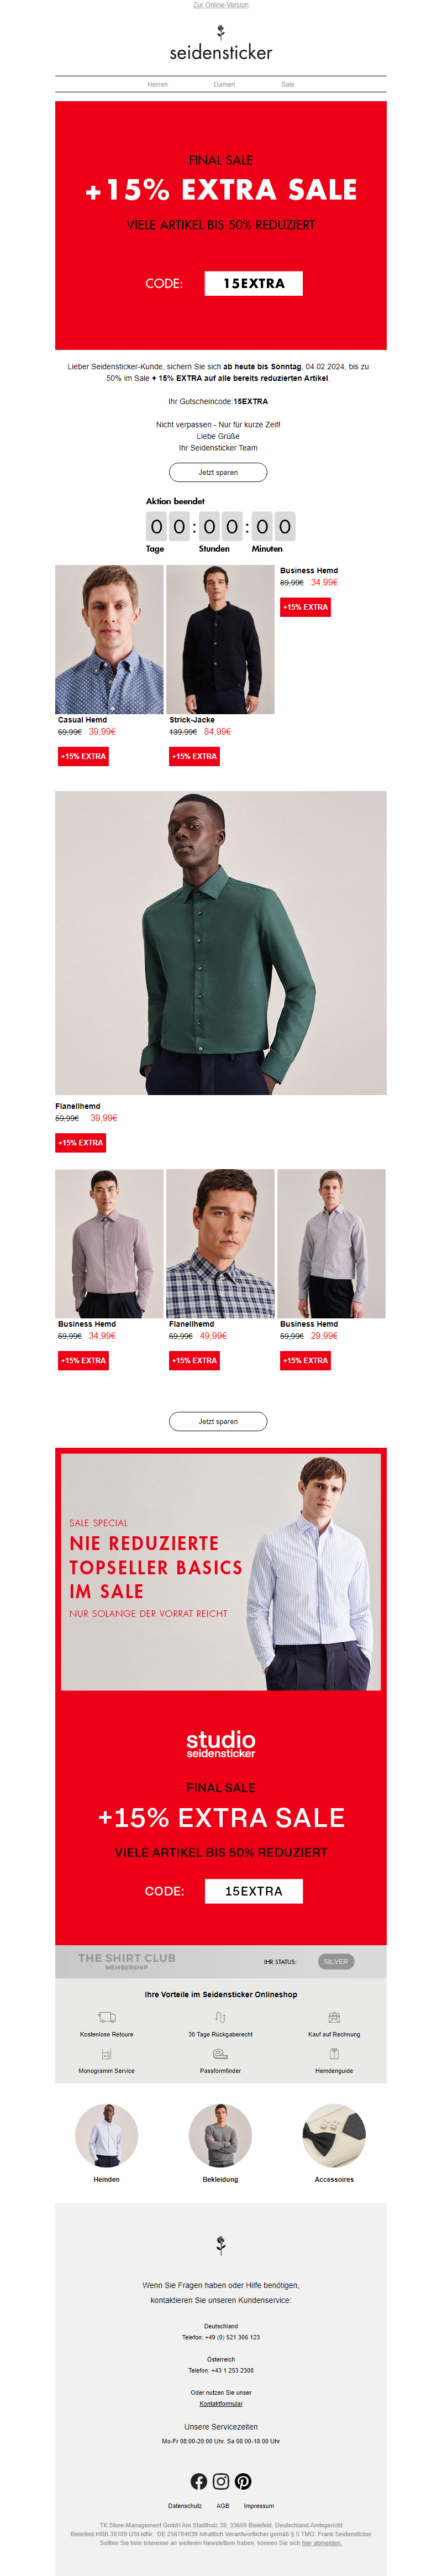 Zur Online-Version
seidensticker
Herren Damen Sale
FINAL SALE
+15% EXTRA SALE
VIELE ARTIKEL BIS 50% REDUZIERT
CODE: 15EXTRA
Lieber Seidensticker-Kunde, sichern Sie sich ab heute bis Sonntag, 04.02.2024, bis zu
50% im Sale + 15% EXTRA auf alle bereits reduzierten Artikel.
Ihr Gutscheincode:15EXTRA
Nicht verpassen - Nur für kurze Zeit!
Liebe Grüße
Ihr Seidensticker Team
Jetzt sparen
Aktion beendet
00:00:00
Tage Stunden Minuten
Business Hemd
89,99€ 34,99€
+15% EXTRA
Casual Hemd
69,99€ 39,99€
+15% EXTRA
Strick-Jacke
139,99€ 84,99€
+15% EXTRA
Flanellhemd
59,99€ 39,99€
+15% EXTRA
Business Hemd
69,99€ 34,99€
+15% EXTRA
Flanellhemd
69,99€ 49,99€
+15% EXTRA
Business Hemd
59,99€ 29,99€
+15% EXTRA
Jetzt sparen
SALE SPECIAL
NIE REDUZIERTE
TOPSELLER BASICS
IM SALE
NUR SOLANGE DER VORRAT REICHT
studio
seidensticker
FINAL SALE
+15% EXTRA SALE
VIELE ARTIKEL BIS 50% REDUZIERT
CODE: 15EXTRA
THE SHIRT CLUB
MEMBERSHIP
IHR STATUS: SILVER
Ihre Vorteile im Seidensticker Onlineshop
Kostenlose Retoure 30 Tage Rückgaberecht Kauf auf Rechnung
Monogramm Service Passformfinder Hemdenguide
Hemden Bekleidung Accessoires
Wenn Sie Fragen haben oder Hilfe benötigen,
kontaktieren Sie unseren Kundenservice:
Deutschland
Telefon: +49 (0) 521 306 123
Österreich
Telefon: +43 1 253 2308
Oder nutzen Sie unser
Kontaktformular
Unsere Servicezeiten
Mo-Fr 08:00-20:00 Uhr, Sa 08:00-18:00 Uhr
Datenschutz AGB Impressum
TK Store-Management GmbH Am Stadtholz 39, 33609 Bielefeld, Deutschland Amtsgericht
Bielefeld HRB 39109 USt-IdNr.: DE 256784039 Inhaltlich Verantwortlicher gemäß § 5 TMG: Frank Seidensticker
Sollten Sie kein Interesse an weiteren Newslettern haben, können Sie sich hier abmelden.